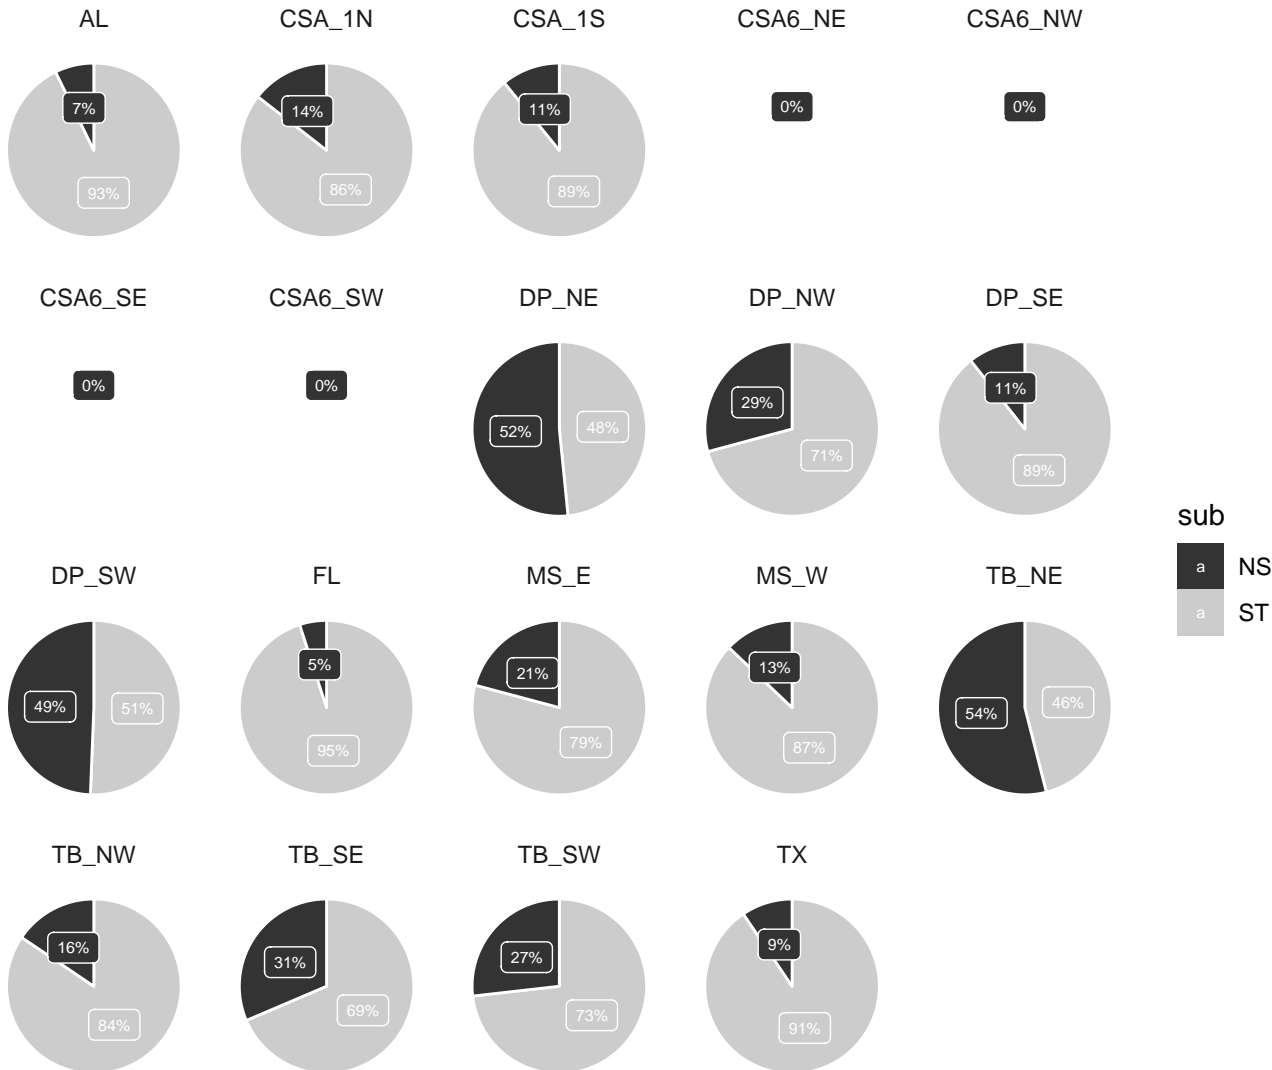 AL CSA_1N CSA_1S CSA6_NE CSA6_NW
7% 14% 11% 0% 0%
93% 86% 89%
CSA6_SE CSA6_SW DP_NE DP_NW DP_SE
0% 0% 52% 48% 29% 71% 11% 89%
sub
NS
ST
a
a
DP_SW FL MS_E MS_W TB_NE
49% 51% 5% 95% 21% 79% 13% 87% 54% 46%
TB_NW TB_SE TB_SW TX
16% 31% 27% 9%
84% 69% 73% 91%